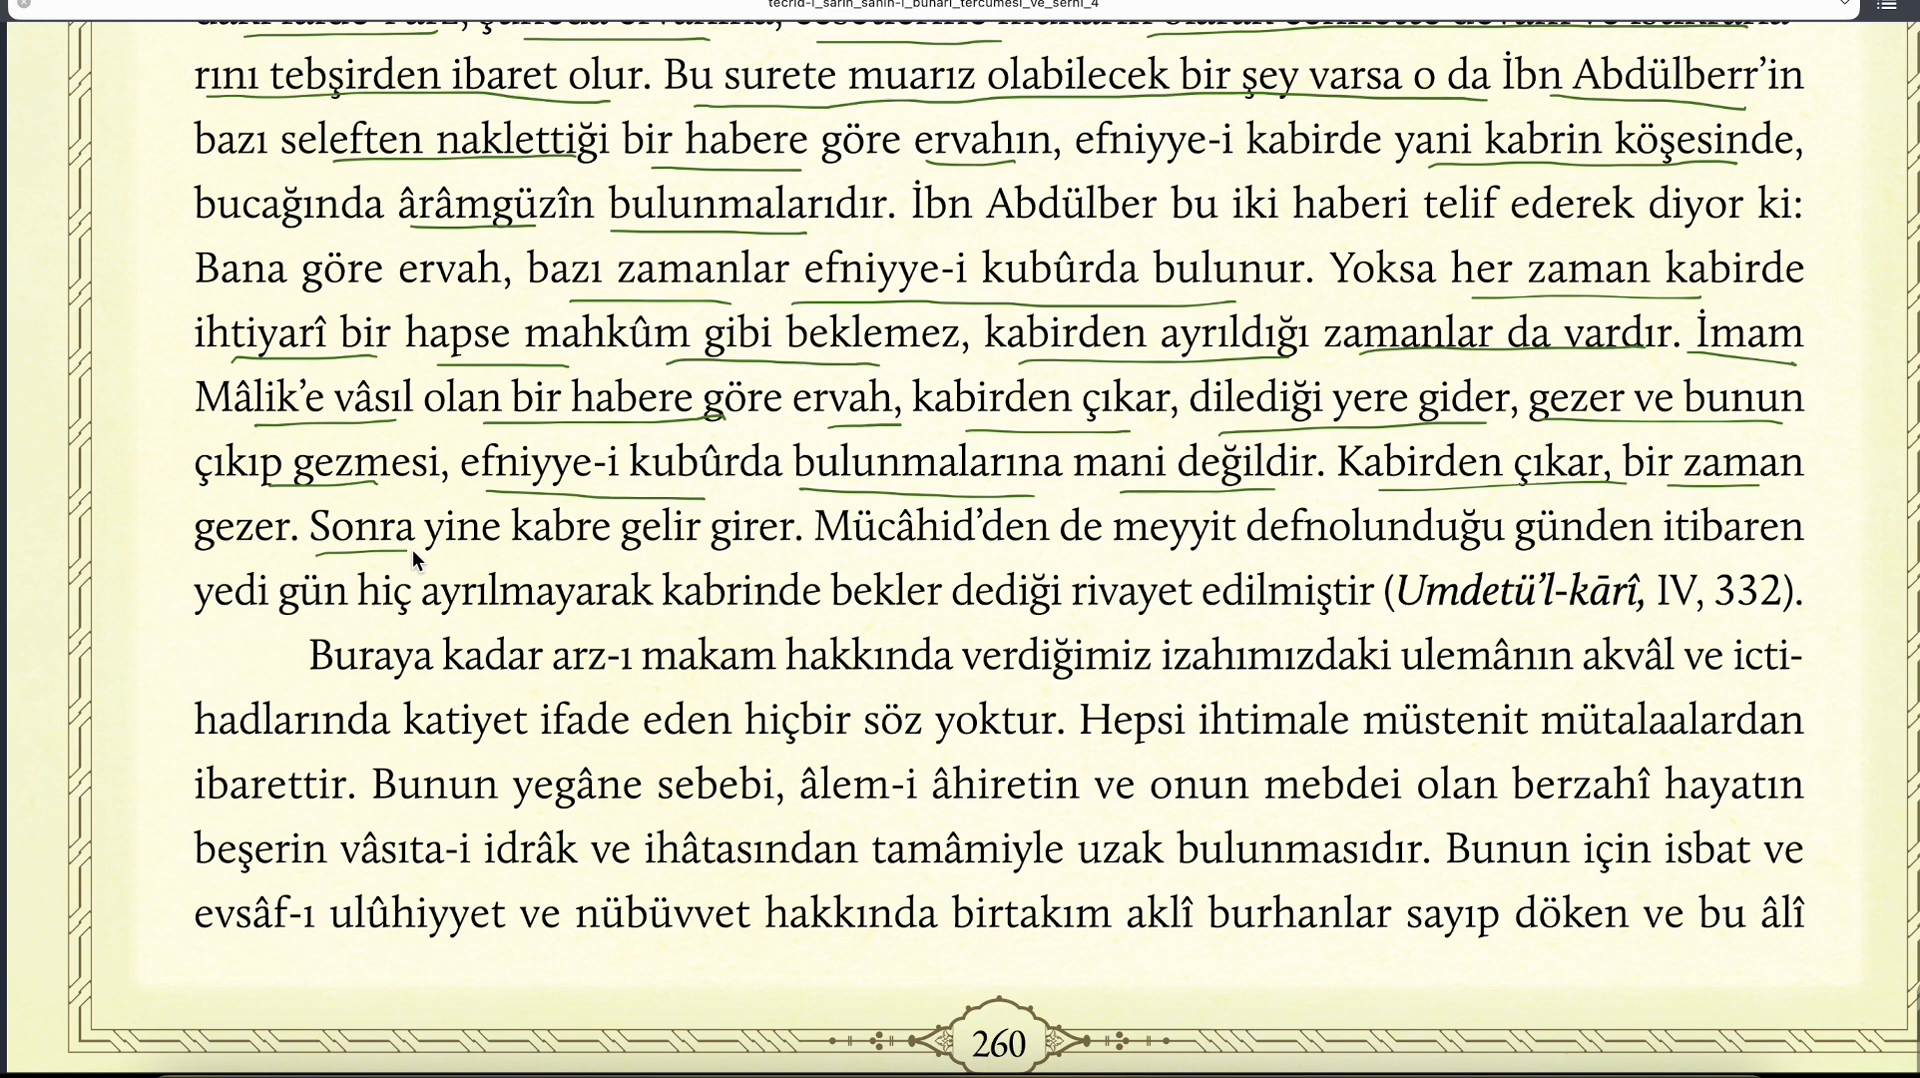 tecrid-i_sarih_sahih-i_buhari_tercumesi_ve_serhi_4
rını tebşirden ibaret olur. Bu surete muarız olabilecek bir şey varsa o da İbn Abdülberr’in
bazı seleften naklettiği bir habere göre ervahın, efniyye-i kabirde yani kabrin köşesinde,
bucağında ârâmgüzîn bulunmalarıdır. İbn Abdülber bu iki haberi telif ederek diyor ki:
Bana göre ervah, bazı zamanlar efniyye-i kubûrda bulunur. Yoksa her zaman kabirde
ihtiyarî bir hapse mahkûm gibi beklemez, kabirden ayrıldığı zamanlar da vardır. İmam
Mâlik’e vâsıl olan bir habere göre ervah, kabirden çıkar, dilediği yere gider, gezer ve bunun
çıkıp gezmesi, efniyye-i kubûrda bulunmalarına mani değildir. Kabirden çıkar, bir zaman
gezer. Sonra yine kabre gelir girer. Mücâhid’den de meyyit defnolunduğu günden itibaren
yedi gün hiç ayrılmayarak kabrinde bekler dediği rivayet edilmiştir (Umdetü’l-kārî, IV, 332).
Buraya kadar arz-ı makam hakkında verdiğimiz izahımızdaki ulemânın akvâl ve icti-
hadlarında katiyet ifade eden hiçbir söz yoktur. Hepsi ihtimale müstenit mütalaalardan
ibarettir. Bunun yegâne sebebi, âlem-i âhiretin ve onun mebdei olan berzahî hayatın
beşerin vâsıta-i idrâk ve ihâtasından tamâmiyle uzak bulunmasıdır. Bunun için isbat ve
evsâf-ı ulûhiyyet ve nübüvvet hakkında birtakım aklî burhanlar sayıp döken ve bu âlî
260